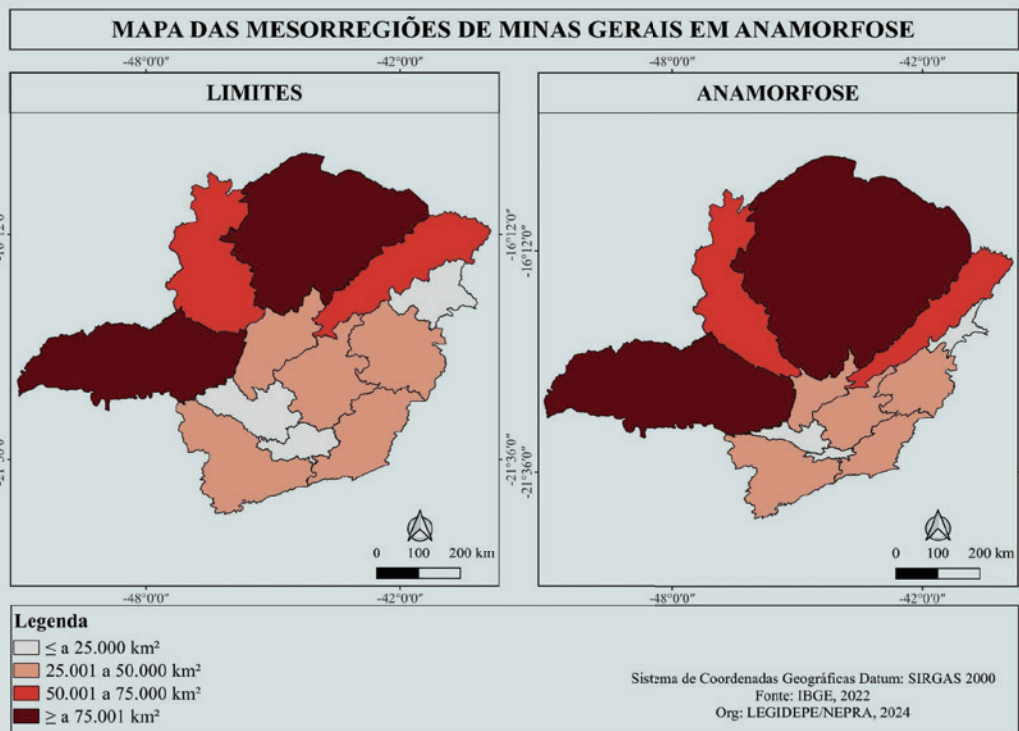 MAPA DAS MESORREGIÕES DE MINAS GERAIS EM ANAMORFOSE
-48°0'0" -42°0'0" -48°0'0" -42°0'0"
LIMITES
ANAMORFOSE
-16°12'0" -16°12'0"
-21°36'0" -21°36'0"
0 100 200 km
0 100 200 km
-48°0'0" -42°0'0" -48°0'0" -42°0'0"
Legenda
≤ a 25.000 km²
25.001 a 50.000 km²
50.001 a 75.000 km²
≥ a 75.001 km²
Sistema de Coordenadas Geográficas Datum: SIRGAS 2000
Fonte: IBGE, 2022
Org: LEGIDEPE/NEPRA, 2024